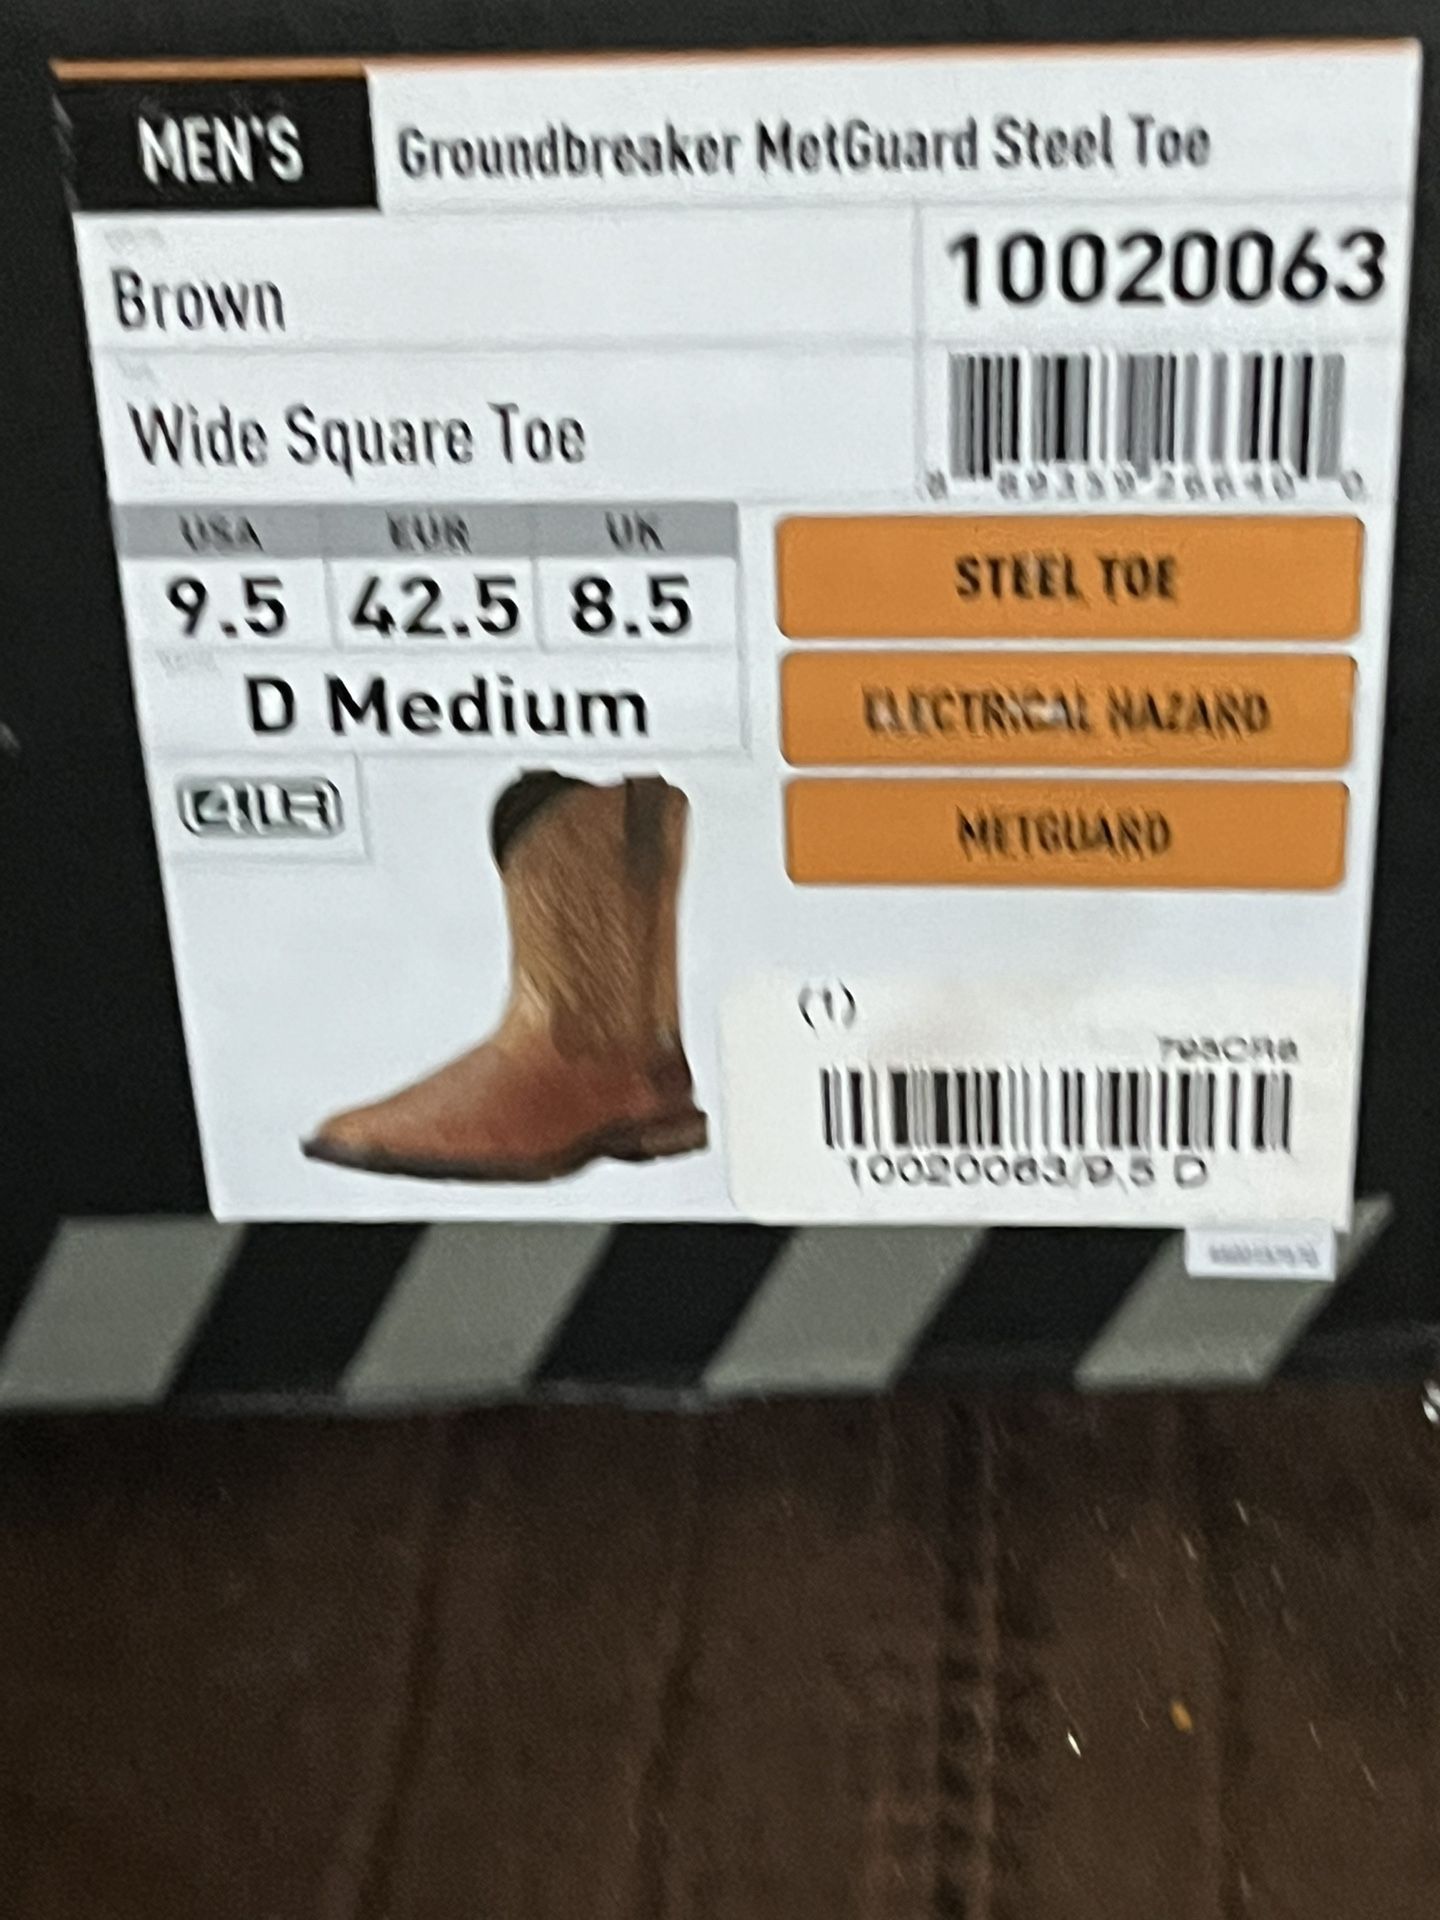 MEN'S
Groundbreaker MetGuard Steel Toe
Brown
10020063
Wide Square Toe
USA EUR UK
9.5 42.5 8.5
D Medium
STEEL TOE
ELECTRICAL HAZARD
METGUARD
4LR
(1)
10020063/9.5 D